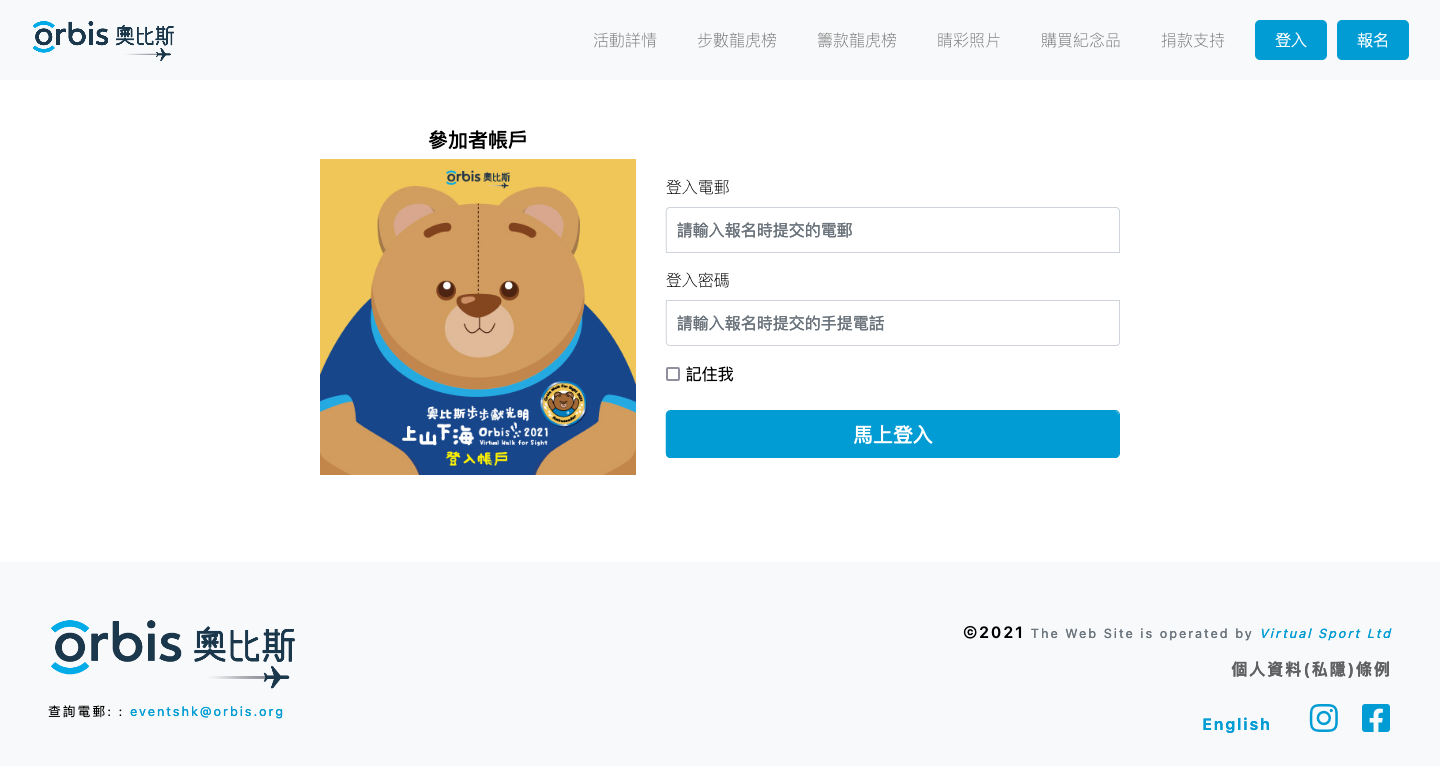 orbis 奧比斯
活動詳情 步數龍虎榜 籌款龍虎榜 睛彩照片 購買紀念品 捐款支持 登入 報名
參加者帳戶
orbis 奧比斯
奧比斯步步獻光明
上山下海 Orbis 2021
Virtual Walk for Sight
登入帳戶
登入電郵
請輸入報名時提交的電郵
登入密碼
請輸入報名時提交的手提電話
記住我
馬上登入
orbis 奧比斯
查詢電郵: : eventshk@orbis.org
©2021 The Web Site is operated by Virtual Sport Ltd
個人資料(私隱)條例
English